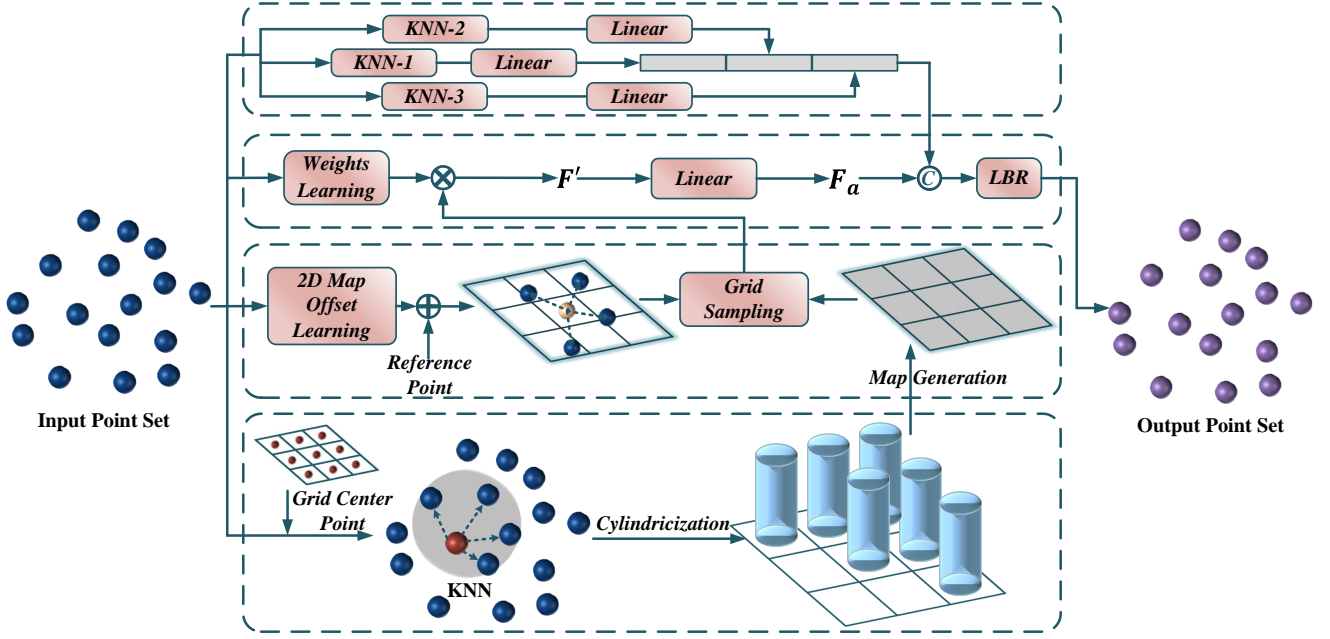 KNN-2 Linear
KNN-1 Linear
KNN-3 Linear
Weights
Learning
F′ Linear Fa C LBR
2D Map
Offset
Learning
Reference
Point
Grid
Sampling
Map Generation
Input Point Set
Output Point Set
Grid Center
Point
KNN
Cylindricization